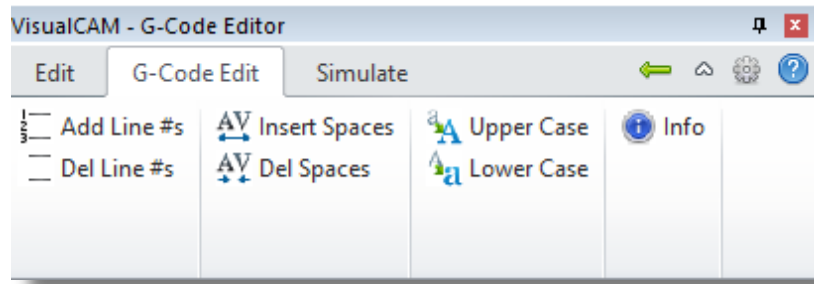 VisualCAM - G-Code Editor
Edit G-Code Edit Simulate
Add Line #s Insert Spaces Upper Case Info
Del Line #s Del Spaces Lower Case